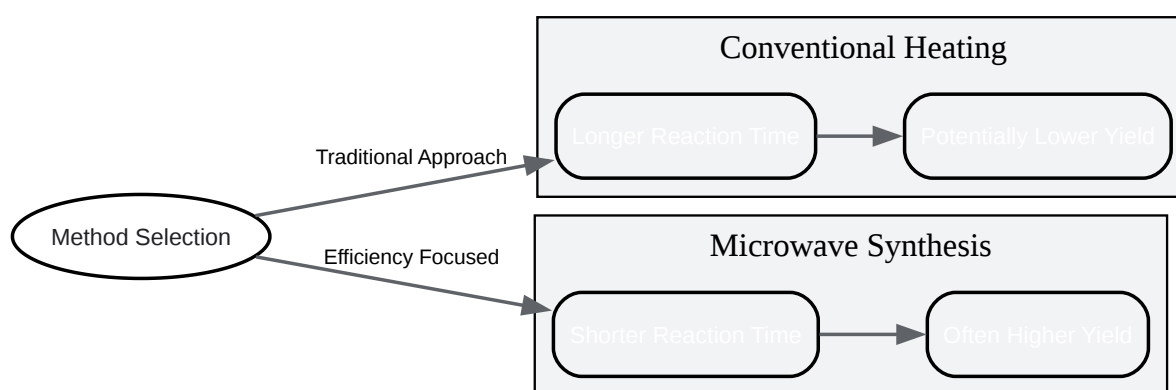 Conventional Heating
Longer Reaction Time
Potentially Lower Yield
Traditional Approach
Method Selection
Efficiency Focused
Microwave Synthesis
Shorter Reaction Time
Often Higher Yield